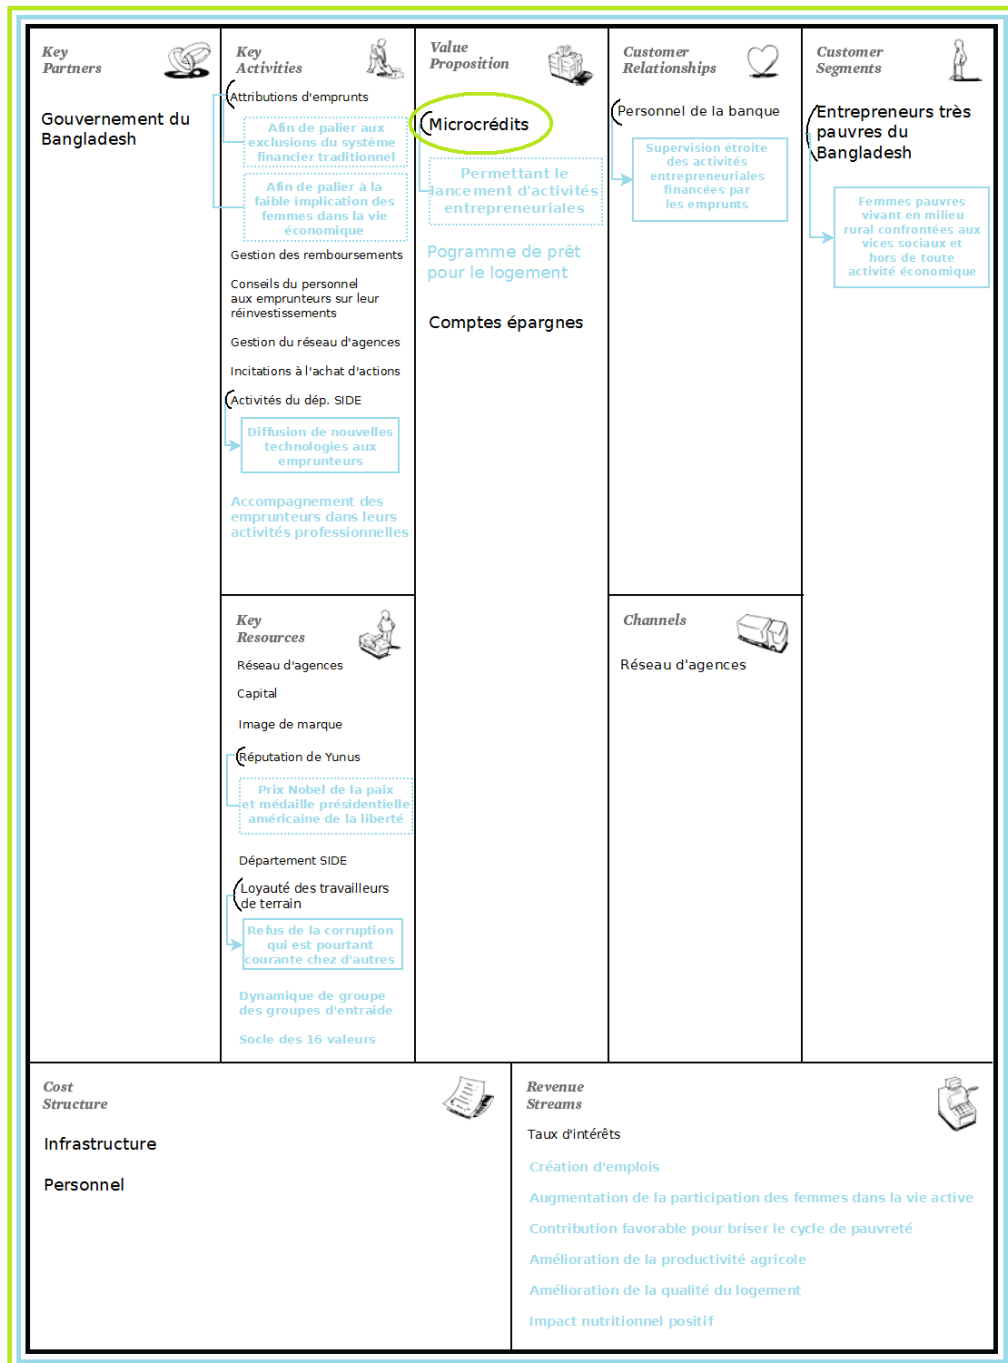 Key
Partners
Gouvernement du
Bangladesh
Key
Activities
Attributions d'emprunts
Afin de palier aux
exclusions du système
financier traditionnel
Afin de palier à la
faible implication des
femmes dans la vie
économique
Gestion des remboursements
Conseils du personnel
aux emprunteurs sur leur
réinvestissements
Gestion du réseau d'agences
Incitations à l'achat d'actions
Activités du dép. SIDE
Diffusion de nouvelles
technologies aux
emprunteurs
Accompagnement des
emprunteurs dans leurs
activités professionnelles
Key
Resources
Réseau d'agences
Capital
Image de marque
Réputation de Yunus
Prix Nobel de la paix
et médaille présidentielle
américaine de la liberté
Département SIDE
Loyauté des travailleurs
de terrain
Refus de la corruption
qui est pourtant
courante chez d'autres
Dynamique de groupe
des groupes d'entraide
Socle des 16 valeurs
Value
Proposition
Microcrédits
Permettant le
lancement d'activités
entrepreneuriales
Pogramme de prêt
pour le logement
Comptes épargnes
Customer
Relationships
Personnel de la banque
Supervision étroite
des activités
entrepreneuriales
financées par
les emprunts
Channels
Réseau d'agences
Customer
Segments
Entrepreneurs très
pauvres du
Bangladesh
Femmes pauvres
vivant en milieu
rural confrontées aux
vices sociaux et
hors de toute
activité économique
Cost
Structure
Infrastructure
Personnel
Revenue
Streams
Taux d'intérêts
Création d'emplois
Augmentation de la participation des femmes dans la vie active
Contribution favorable pour briser le cycle de pauvreté
Amélioration de la productivité agricole
Amélioration de la qualité du logement
Impact nutritionnel positif